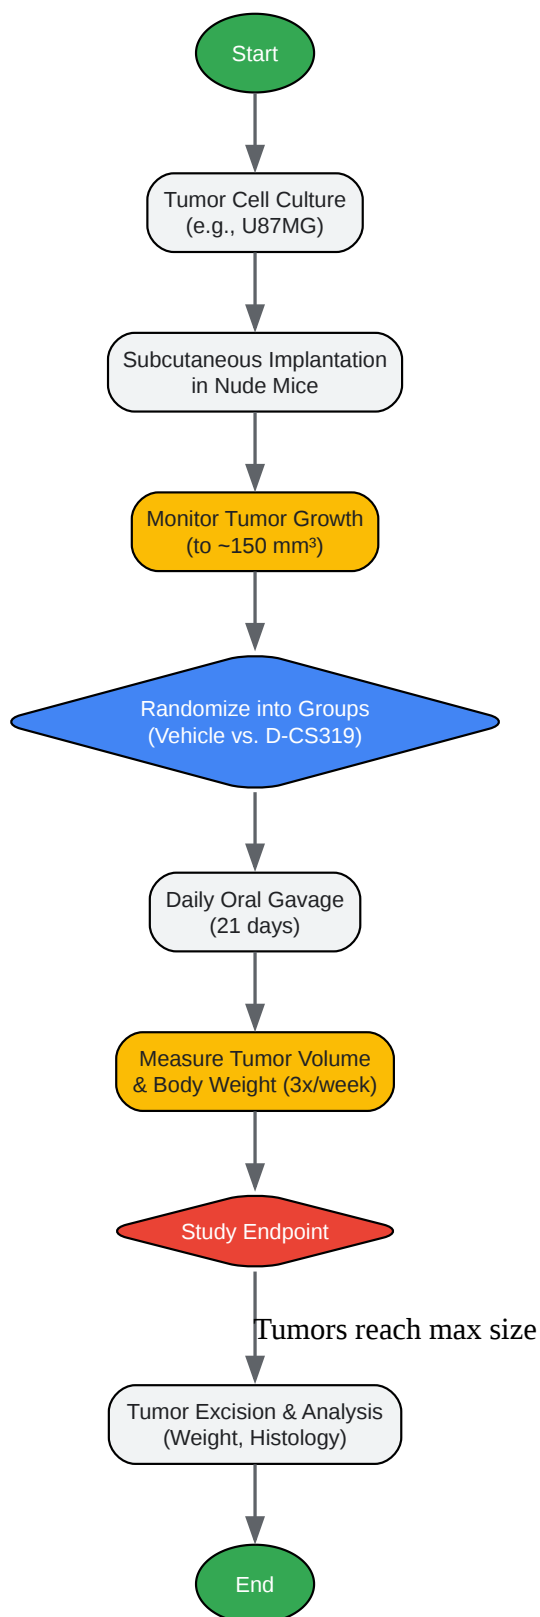 Start
Tumor Cell Culture
(e.g., U87MG)
Subcutaneous Implantation
in Nude Mice
Monitor Tumor Growth
(to ~150 mm³)
Randomize into Groups
(Vehicle vs. D-CS319)
Daily Oral Gavage
(21 days)
Measure Tumor Volume
& Body Weight (3x/week)
Study Endpoint
Tumors reach max size
Tumor Excision & Analysis
(Weight, Histology)
End